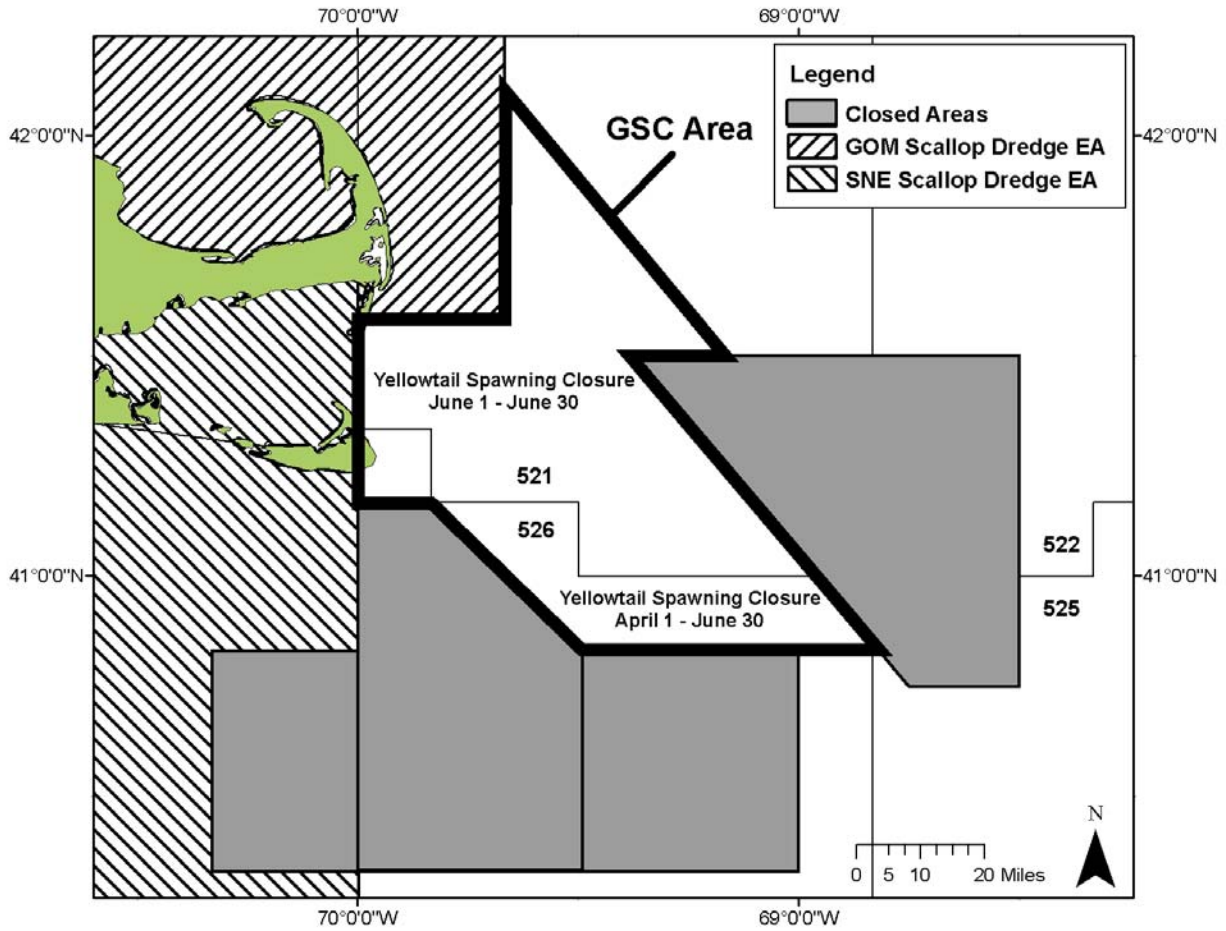 70°0'0"W
69°0'0"W
Legend
Closed Areas
GOM Scallop Dredge EA
SNE Scallop Dredge EA
42°0'0"N
42°0'0"N
GSC Area
Yellowtail Spawning Closure
June 1 - June 30
521
526
522
41°0'0"N
41°0'0"N
525
Yellowtail Spawning Closure
April 1 - June 30
N
0 5 10 20 Miles
70°0'0"W
69°0'0"W